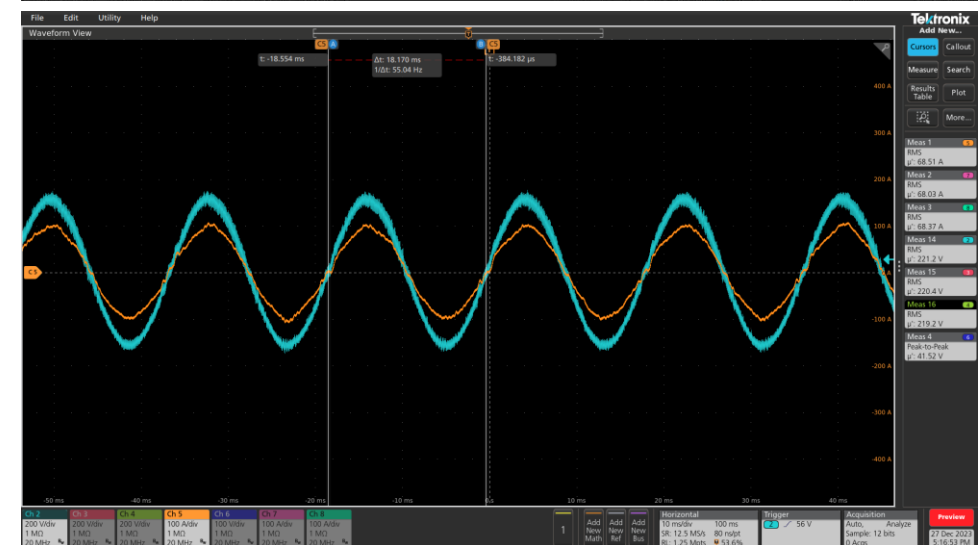 File Edit Utility Help
Tektronix
Waveform View
Add New...
C5 A
B C5
t: -18.554 ms
Δt: 18.170 ms
1/Δt: 55.04 Hz
t: -384.182 µs
Cursors Callout
Measure Search
Results Table Plot
More...
400 A
300 A
200 A
100 A
C5
-100 A
-200 A
-300 A
-400 A
Meas 1 5
RMS
µ': 68.51 A
Meas 2
RMS
µ': 68.03 A
Meas 3
RMS
µ': 68.37 A
Meas 14 2
RMS
µ': 221.2 V
Meas 15 3
RMS
µ': 220.4 V
Meas 16 4
RMS
µ': 219.2 V
Meas 4 6
Peak-to-Peak
µ': 41.52 V
-50 ms -40 ms -30 ms -20 ms -10 ms 0 s 10 ms 20 ms 30 ms 40 ms
Ch 2
200 V/div
1 MΩ
20 MHz
Ch 3
200 V/div
1 MΩ
20 MHz
Ch 4
200 V/div
1 MΩ
20 MHz
Ch 5
100 A/div
1 MΩ
20 MHz
Ch 6
100 V/div
1 MΩ
20 MHz
Ch 7
100 A/div
1 MΩ
20 MHz
Ch 8
100 A/div
1 MΩ
20 MHz
1
Add New Math
Add New Ref
Add New Bus
Horizontal
10 ms/div 100 ms
SR: 12.5 MS/s 80 ns/pt
RL: 1.25 Mpts 53.6%
Trigger
2 56 V
Acquisition
Auto, Analyze
Sample: 12 bits
0 Acqs
Preview
27 Dec 2023
5:16:53 PM